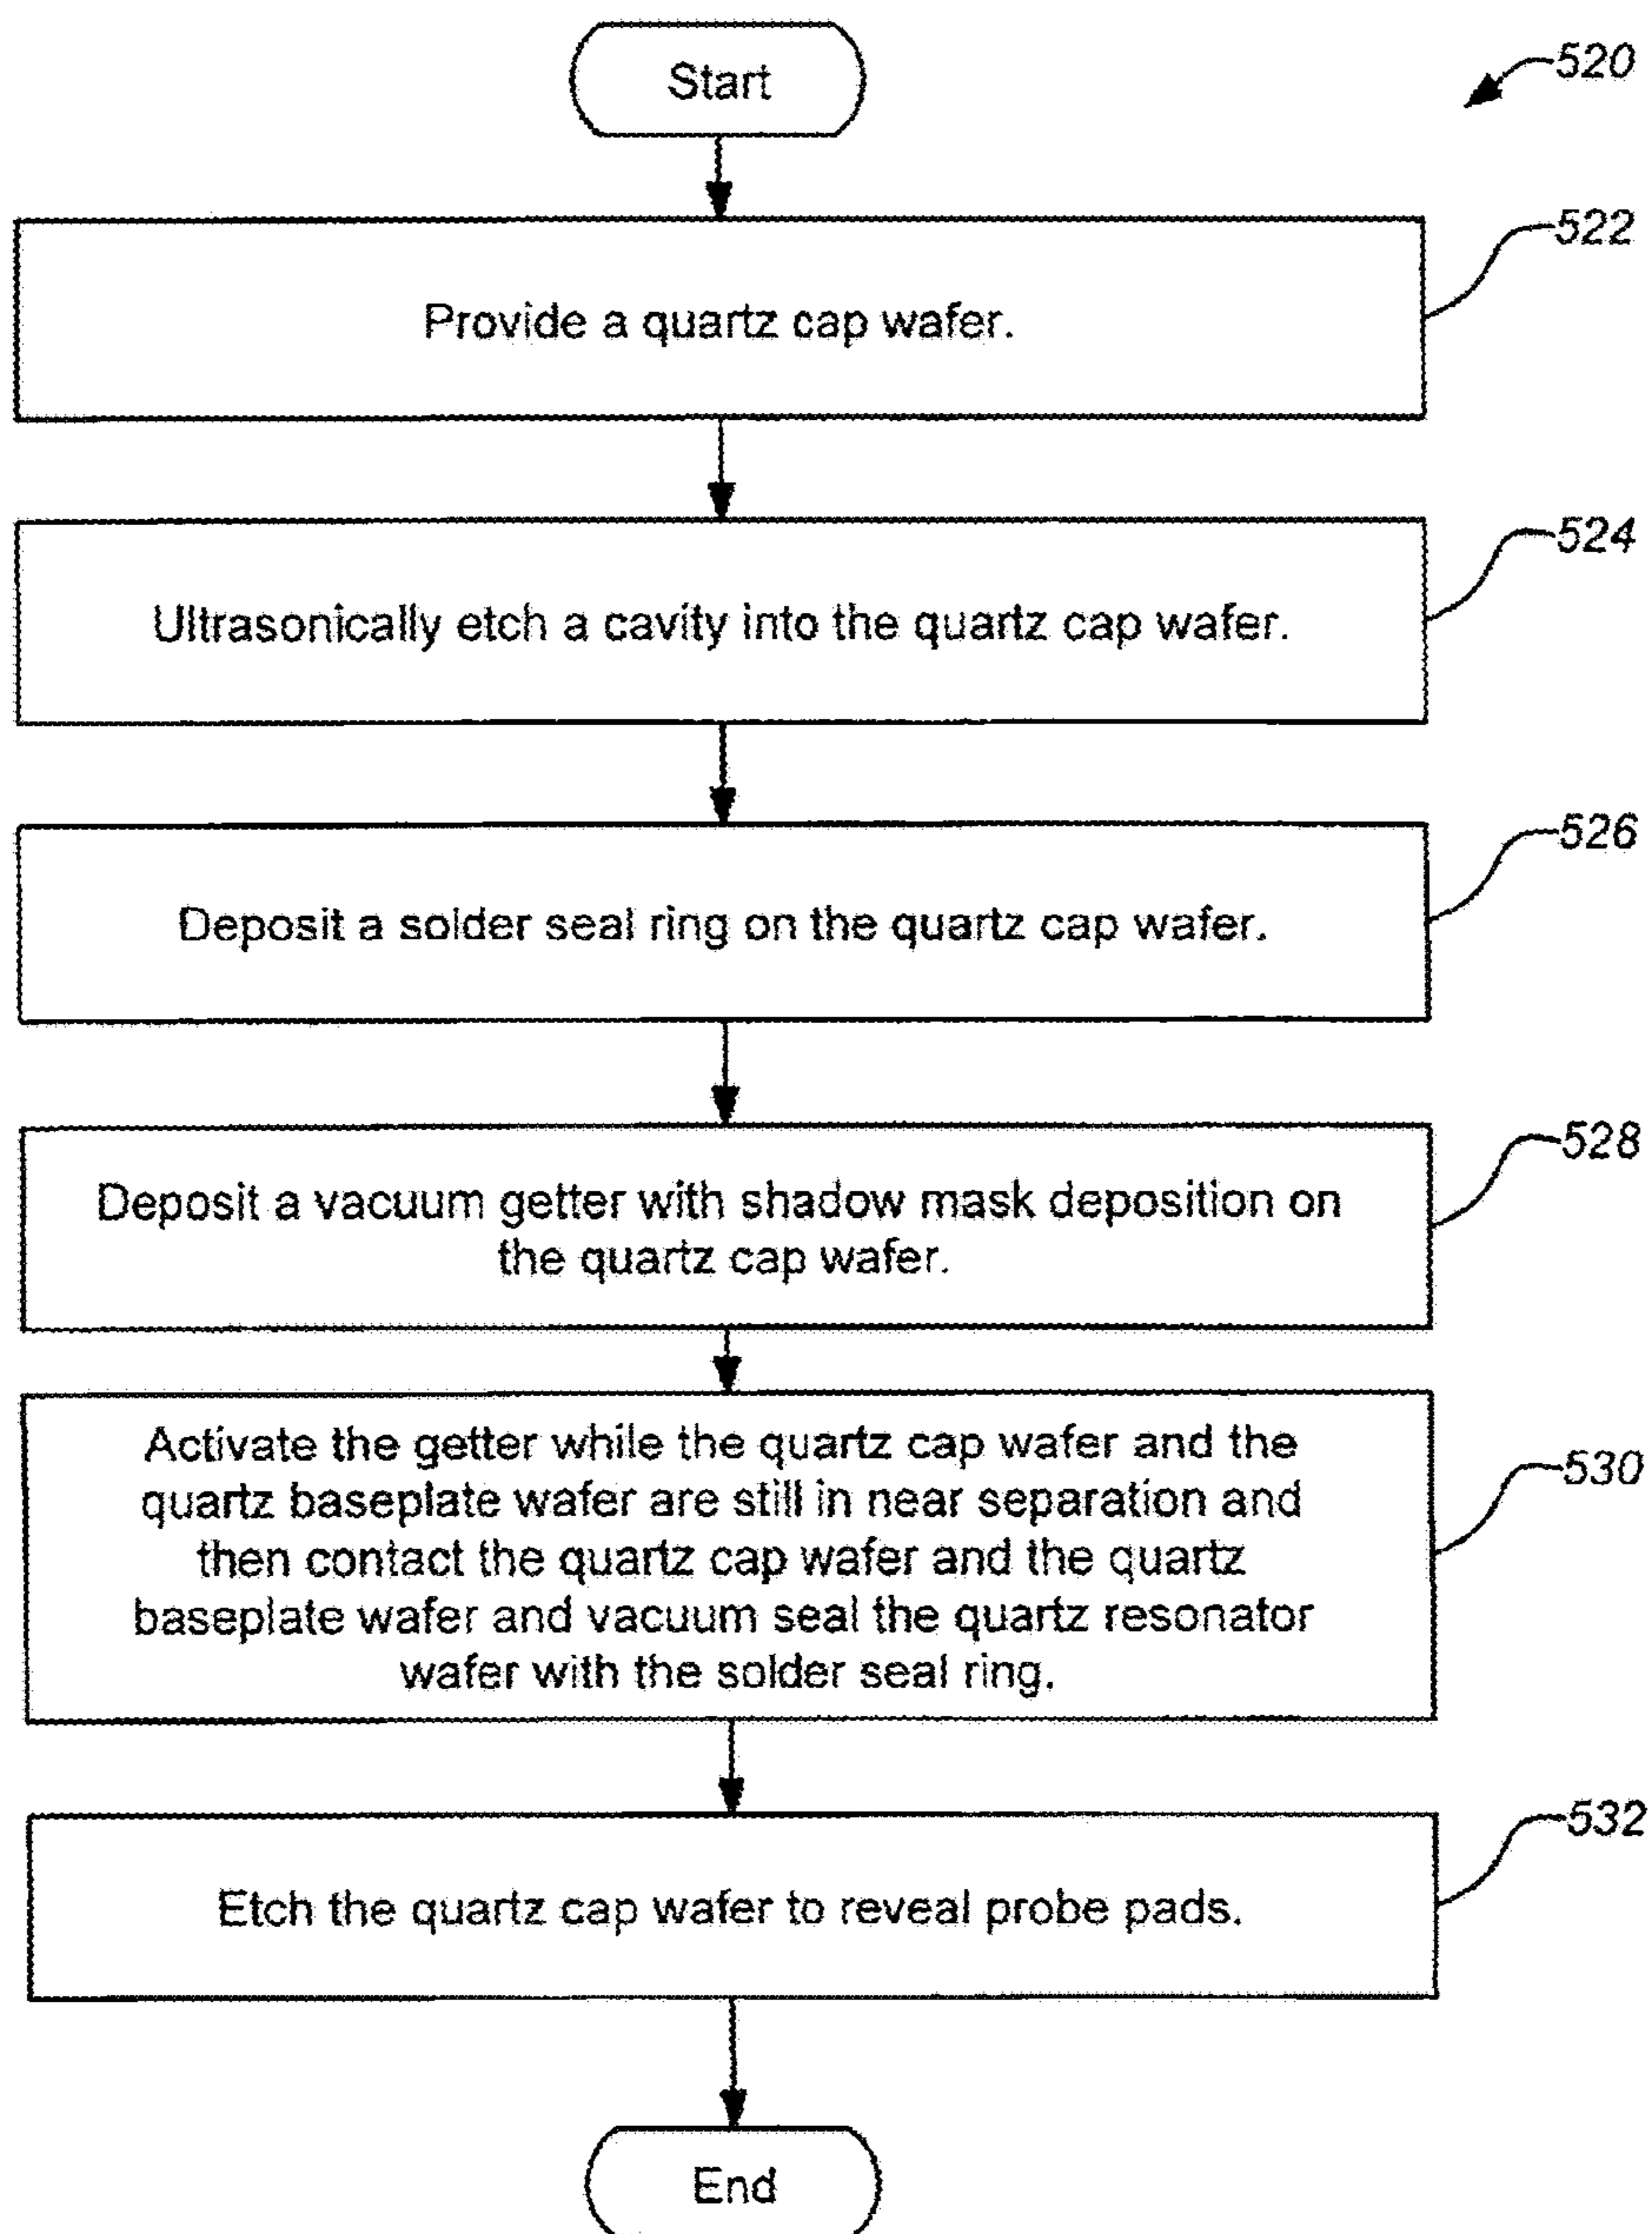 Start
520
522
Provide a quartz cap wafer.
524
Ultrasonically etch a cavity into the quartz cap wafer.
526
Deposit a solder seal ring on the quartz cap wafer.
528
Deposit a vacuum getter with shadow mask deposition on
the quartz cap wafer.
Activate the getter while the quartz cap wafer and the
530
quartz baseplate wafer are still in near separation and
then contact the quartz cap wafer and the quartz
baseplate wafer and vacuum seal the quartz resonator
wafer with the solder seal ring.
532
Etch the quartz cap wafer to reveal probe pads.
End